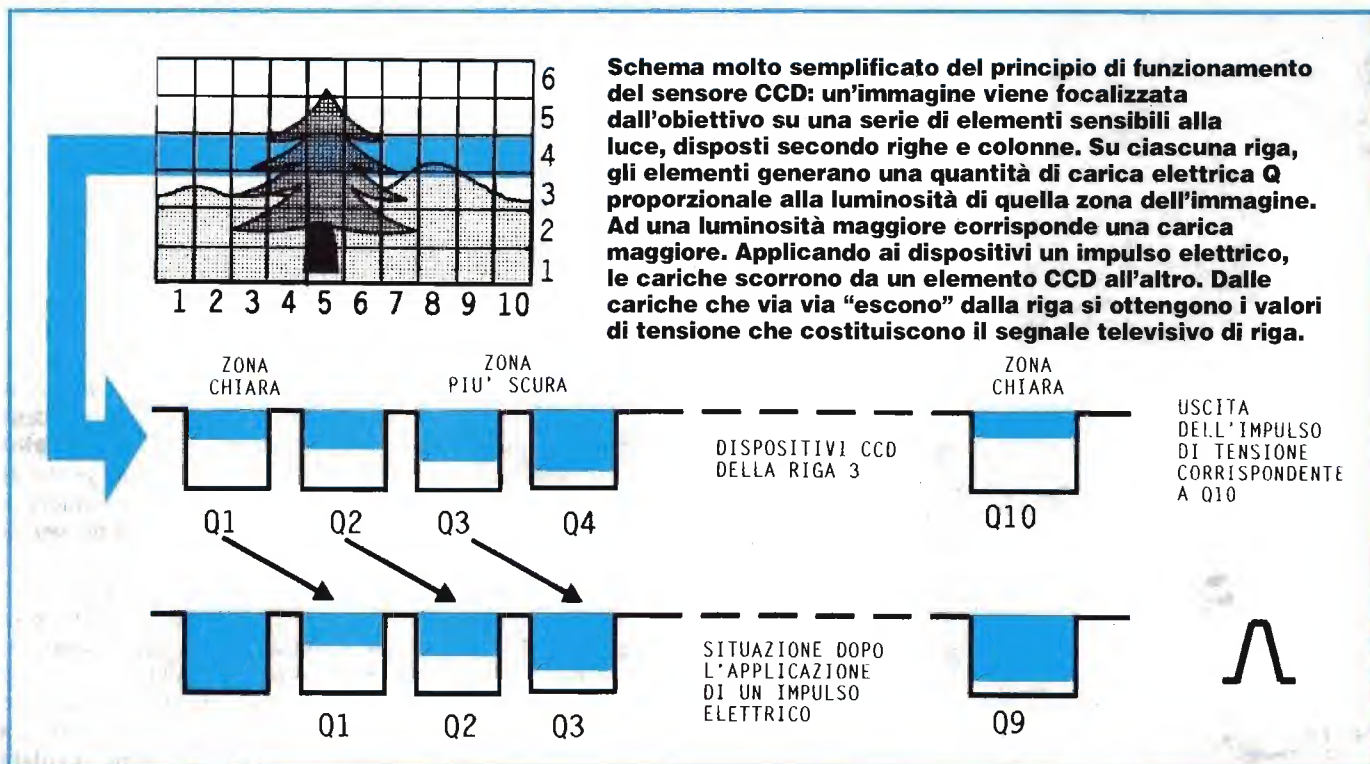 Schema molto semplificato del principio di funzionamento
del sensore CCD: un'immagine viene focalizzata
dall'obiettivo su una serie di elementi sensibili alla
luce, disposti secondo righe e colonne. Su ciascuna riga,
gli elementi generano una quantità di carica elettrica Q
proporzionale alla luminosità di quella zona dell'immagine.
Ad una luminosità maggiore corrisponde una carica
maggiore. Applicando ai dispositivi un impulso elettrico,
le cariche scorrono da un elemento CCD all'altro. Dalle
cariche che via via “escono” dalla riga si ottengono i valori
di tensione che costituiscono il segnale televisivo di riga.
6
5
4
3
2
1
1 2 3 4 5 6 7 8 9 10
ZONA
CHIARA
ZONA
PIU' SCURA
ZONA
CHIARA
DISPOSITIVI CCD
DELLA RIGA 3
USCITA
DELL'IMPULSO
DI TENSIONE
CORRISPONDENTE
A Q10
Q1 Q2 Q3 Q4 Q10
SITUAZIONE DOPO
L'APPLICAZIONE
DI UN IMPULSO
ELETTRICO
Q1 Q2 Q3 Q9